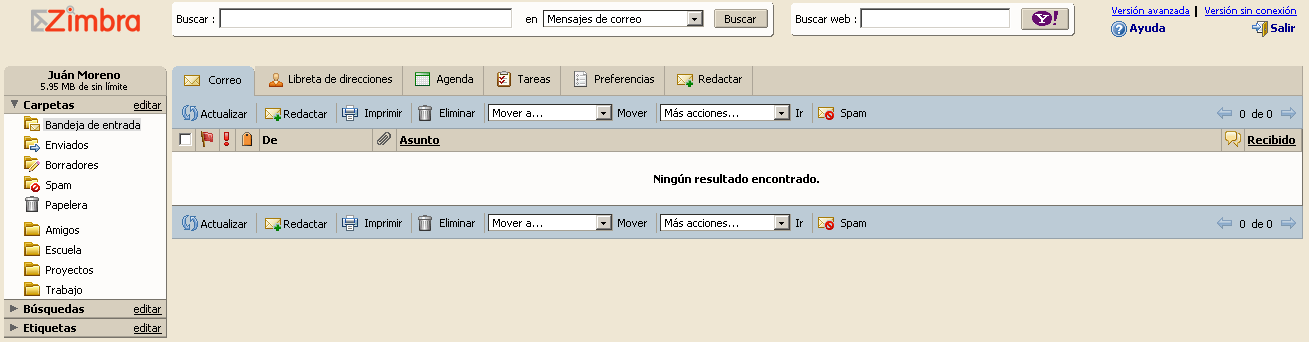 Zimbra
Buscar : en Mensajes de correo Buscar
Buscar web : Y!
Versión avanzada | Versión sin conexión
Ayuda Salir
Juán Moreno
5.95 MB de sin límite
Carpetas editar
Bandeja de entrada
Enviados
Borradores
Spam
Papelera
Amigos
Escuela
Proyectos
Trabajo
Búsquedas editar
Etiquetas editar
Correo Libreta de direcciones Agenda Tareas Preferencias Redactar
Actualizar Redactar Imprimir Eliminar Mover a... Mover Más acciones... Ir Spam 0 de 0
De Asunto Recibido
Ningún resultado encontrado.
Actualizar Redactar Imprimir Eliminar Mover a... Mover Más acciones... Ir Spam 0 de 0